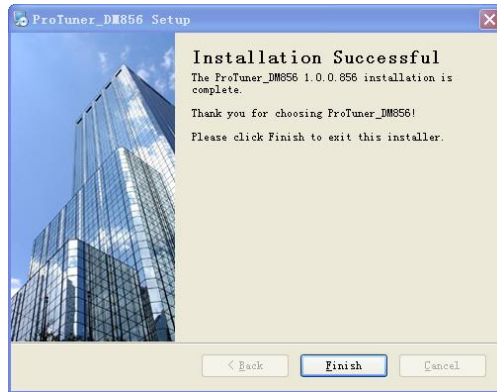 ProTuner_DM856 Setup
Installation Successful
The ProTuner_DM856 1.0.0.856 installation is
complete.
Thank you for choosing ProTuner_DM856!
Please click Finish to exit this installer.
< Back
Finish
Cancel